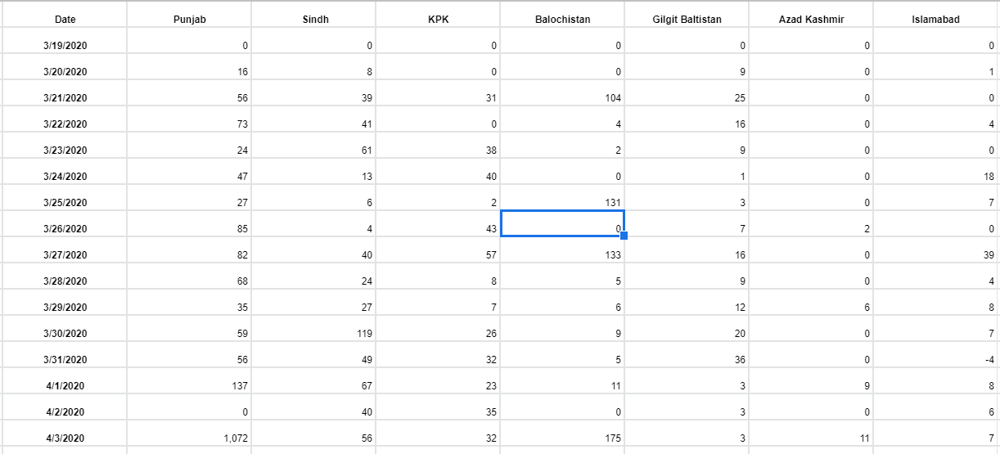 Date Punjab Sindh KPK Balochistan Gilgit Baltistan Azad Kashmir Islamabad
3/19/2020 0 0 0 0 0 0 0
3/20/2020 16 8 0 0 9 0 1
3/21/2020 56 39 31 104 25 0 0
3/22/2020 73 41 0 4 16 0 4
3/23/2020 24 61 38 2 9 0 0
3/24/2020 47 13 40 0 1 0 18
3/25/2020 27 6 2 131 3 0 7
3/26/2020 85 4 43 0 7 2 0
3/27/2020 82 40 57 133 16 0 39
3/28/2020 68 24 8 5 9 0 4
3/29/2020 35 27 7 6 12 6 8
3/30/2020 59 119 26 9 20 0 7
3/31/2020 56 49 32 5 36 0 -4
4/1/2020 137 67 23 11 3 9 8
4/2/2020 0 40 35 0 3 0 6
4/3/2020 1,072 56 32 175 3 11 7